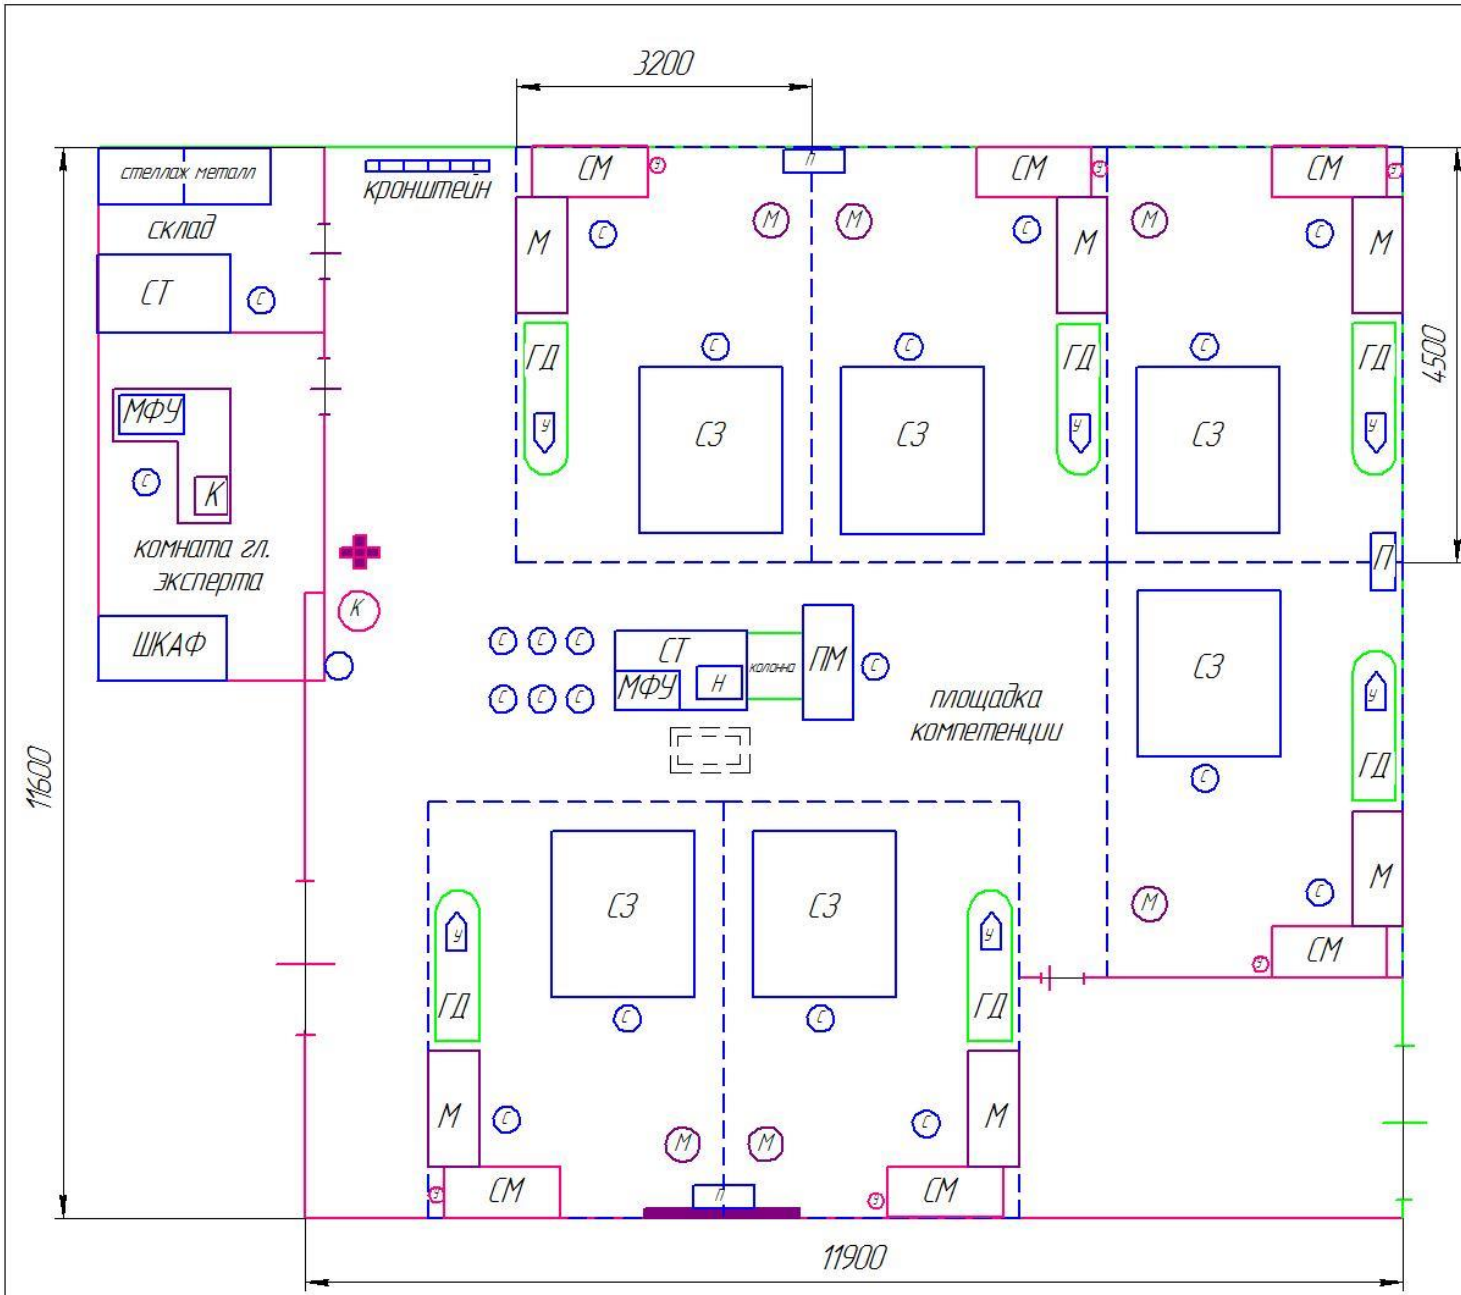 3200
стеллаж металл
кронштейн
СМ
З
П
СМ
З
СМ
З
склад
М
С
М
М
С
М
М
С
М
СТ
С
4500
ГД
С
С
ГД
С
ГД
МФУ
У
СЗ
СЗ
У
СЗ
У
С
К
комната гл.
эксперта
П
К
ШКАФ
С
С
С
СТ
МФУ
Н
колонна
ПМ
С
С
С
С
площадка
компетенции
СЗ
У
ГД
С
11600
СЗ
СЗ
У
У
М
С
М
ГД
С
С
ГД
СМ
З
М
С
М
М
С
М
З
СМ
П
З
СМ
11900